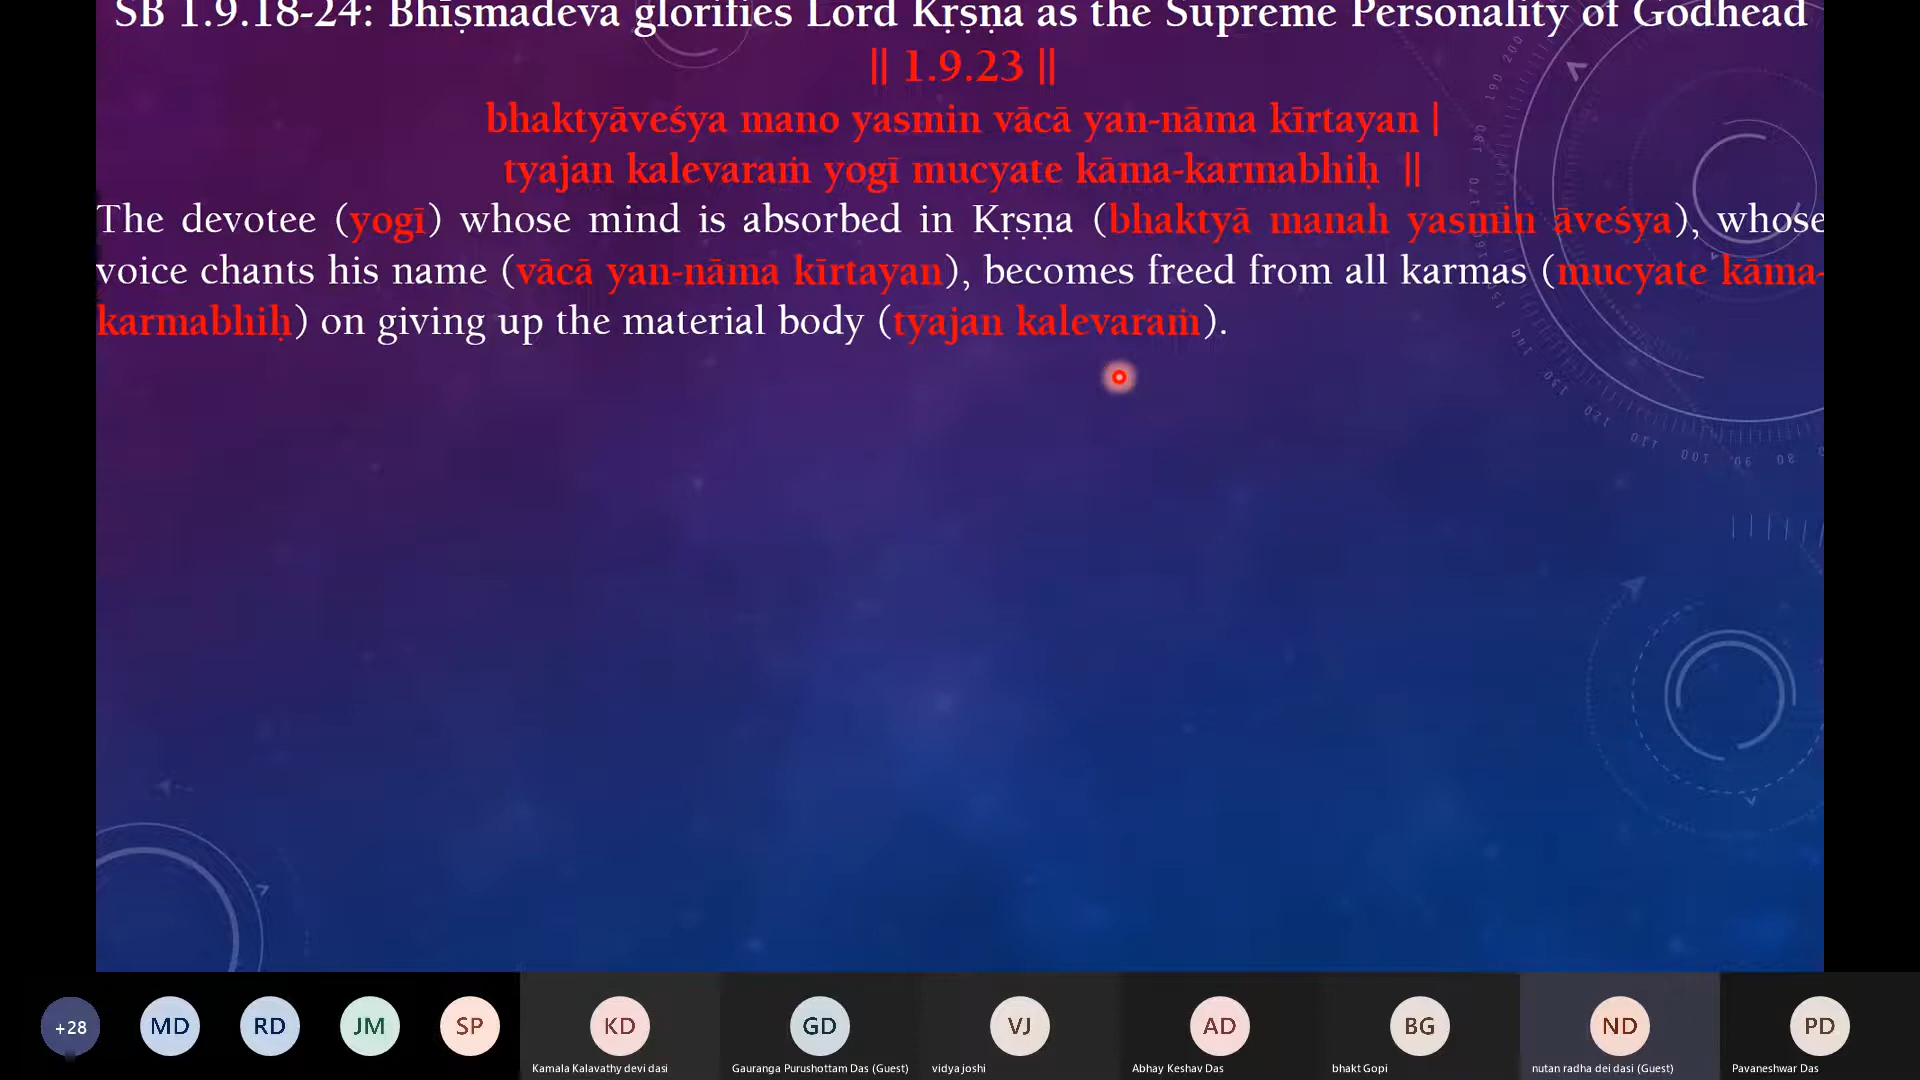 SB 1.9.18-24: Bhīṣmadeva glorifies Lord Kṛṣṇa as the Supreme Personality of Godhead
|| 1.9.23 ||
bhaktyāveśya mano yasmin vācā yan-nāma kīrtayan |
tyajan kalevaraṁ yogī mucyate kāma-karmabhiḥ ||
The devotee (yogī) whose mind is absorbed in Kṛṣṇa (bhaktyā manah yasmin āveśya), whose
voice chants his name (vācā yan-nāma kīrtayan), becomes freed from all karmas (mucyate kāma-
karmabhiḥ) on giving up the material body (tyajan kalevaraṁ).
+28 MD RD JM SP KD GD VJ AD BG ND PD
Kamala Kalavathy devi dasi Gauranga Purushottam Das (Guest) vidya joshi Abhay Keshav Das bhakt Gopi nutan radha dei dasi (Guest) Pavaneshwar Das